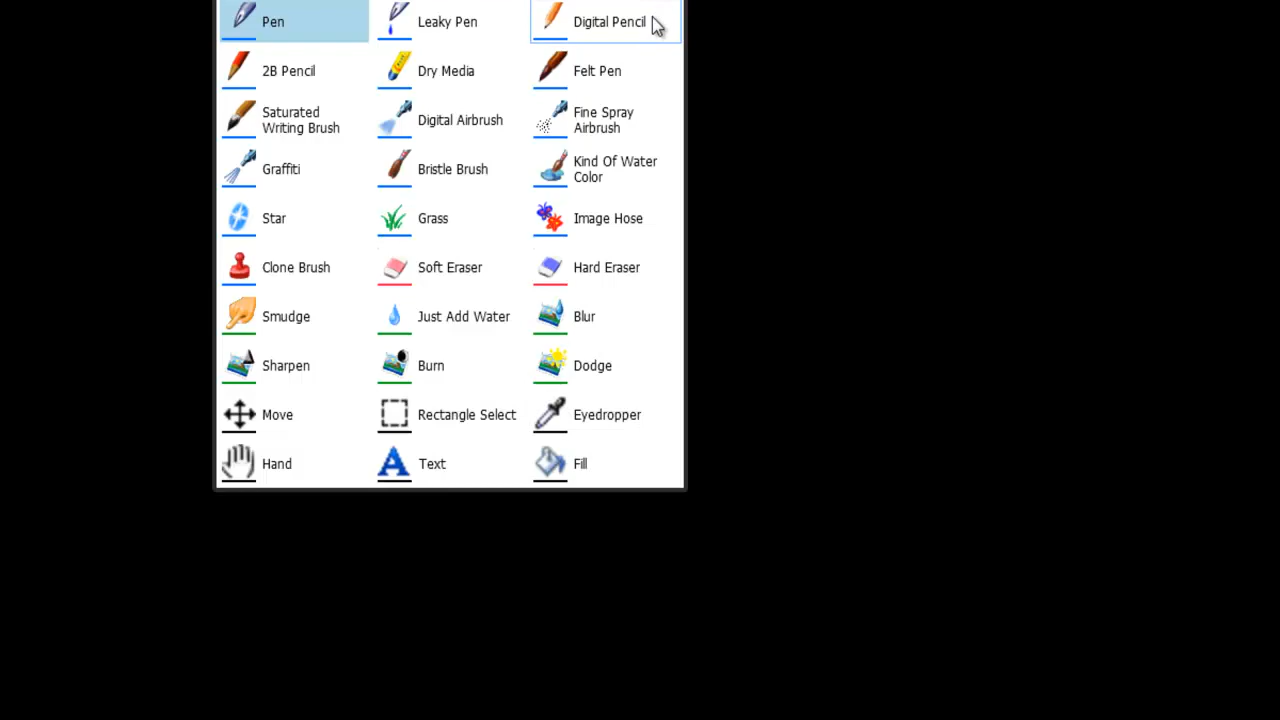 Pen
Leaky Pen
Digital Pencil
2B Pencil
Dry Media
Felt Pen
Saturated
Writing Brush
Digital Airbrush
Fine Spray
Airbrush
Graffiti
Bristle Brush
Kind Of Water
Color
Star
Grass
Image Hose
Clone Brush
Soft Eraser
Hard Eraser
Smudge
Just Add Water
Blur
Sharpen
Burn
Dodge
Move
Rectangle Select
Eyedropper
Hand
Text
Fill